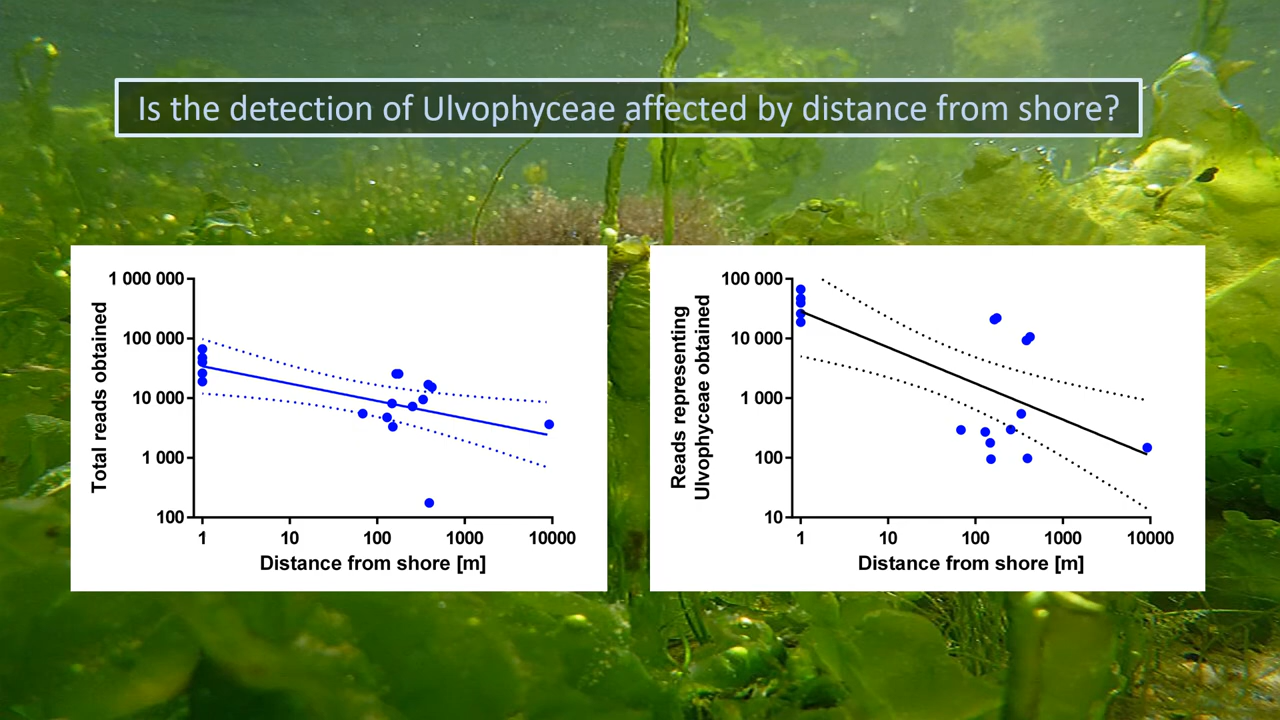 Is the detection of Ulvophyceae affected by distance from shore?
Total reads obtained
1 000 000
100 000
10 000
1 000
100
1
10
100
1000
10000
Distance from shore [m]
Reads representing
Ulvophyceae obtained
100 000
10 000
1 000
100
10
1
10
100
1000
10000
Distance from shore [m]